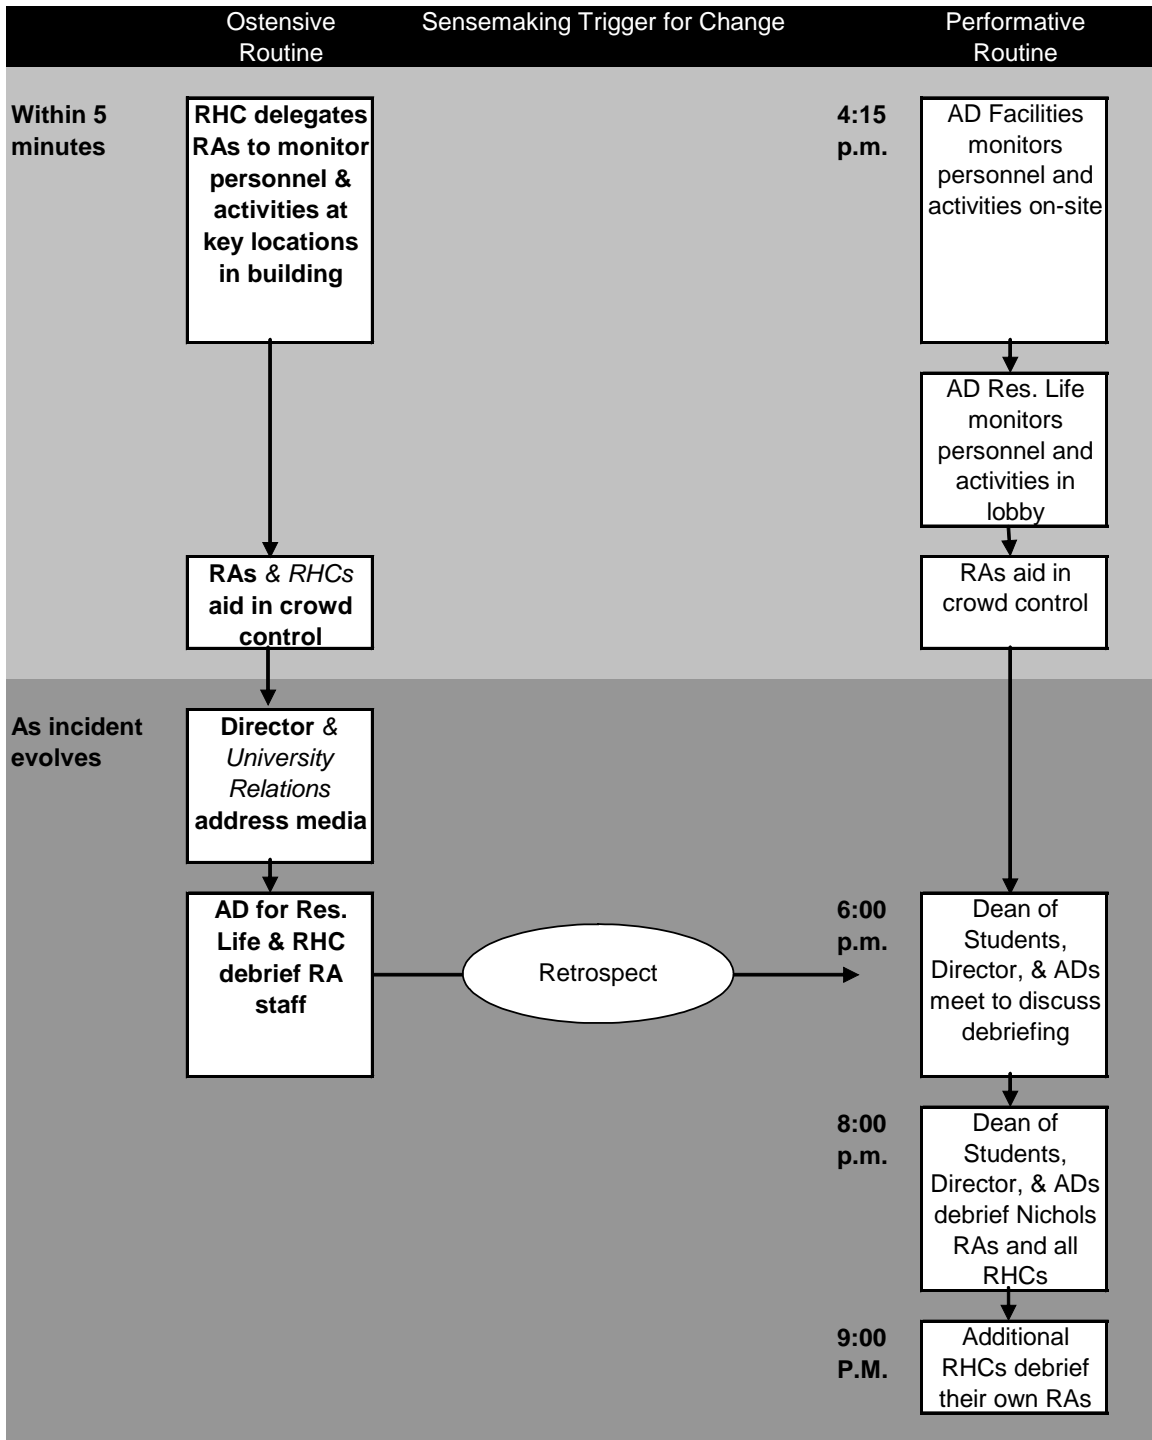 Ostensive
Routine
Sensemaking Trigger for Change
Performative
Routine
Within 5
minutes
RHC delegates
RAs to monitor
personnel &
activities at
key locations
in building
4:15
p.m.
AD Facilities
monitors
personnel and
activities on-site
AD Res. Life
monitors
personnel and
activities in
lobby
RAs & RHCs
aid in crowd
control
RAs aid in
crowd control
As incident
evolves
Director &
University
Relations
address media
AD for Res.
Life & RHC
debrief RA
staff
Retrospect
6:00
p.m.
Dean of
Students,
Director, & ADs
meet to discuss
debriefing
8:00
p.m.
Dean of
Students,
Director, & ADs
debrief Nichols
RAs and all
RHCs
9:00
P.M.
Additional
RHCs debrief
their own RAs